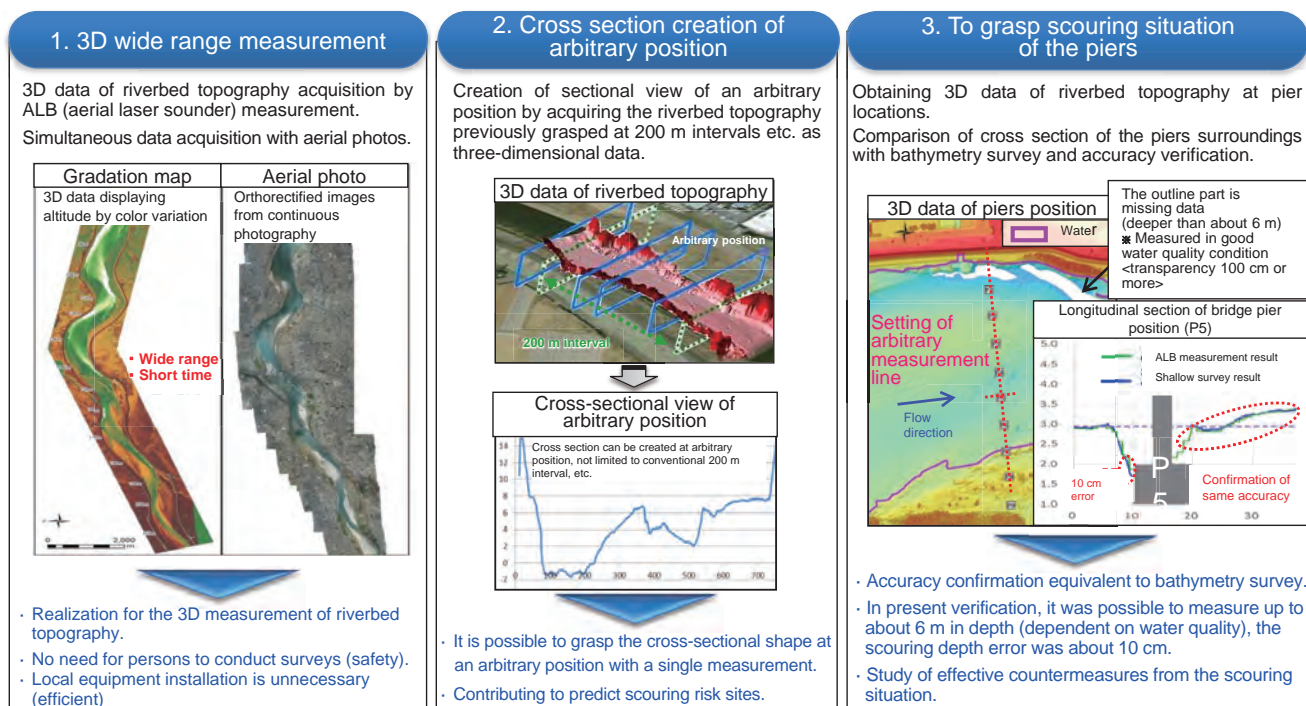 1. 3D wide range measurement
3D data of riverbed topography acquisition by
ALB (aerial laser sounder) measurement.
Simultaneous data acquisition with aerial photos.
Gradation map
3D data displaying
altitude by color variation
Aerial photo
Orthorectified images
from continuous
photography
▪ Wide range
▪ Short time
0
2,000
m
· Realization for the 3D measurement of riverbed
topography.
· No need for persons to conduct surveys (safety).
· Local equipment installation is unnecessary
(efficient)
2. Cross section creation of
arbitrary position
Creation of sectional view of an arbitrary
position by acquiring the riverbed topography
previously grasped at 200 m intervals etc. as
three-dimensional data.
3D data of riverbed topography
Arbitrary position
200 m interval
Cross-sectional view of
arbitrary position
Cross section can be created at arbitrary
position, not limited to conventional 200 m
interval, etc.
14
10
8
6
4
2
0
-2
0 100 200 300 400 500 600 700
· It is possible to grasp the cross-sectional shape at
an arbitrary position with a single measurement.
· Contributing to predict scouring risk sites.
3. To grasp scouring situation
of the piers
Obtaining 3D data of riverbed topography at pier
locations.
Comparison of cross section of the piers surroundings
with bathymetry survey and accuracy verification.
3D data of piers position
Water
The outline part is
missing data
(deeper than about 6 m)
※ Measured in good
water quality condition
<transparency 100 cm or
more>
Setting of
arbitrary
measurement
line
Flow
direction
Longitudinal section of bridge pier
position (P5)
5.0
4.5
4.0
3.5
3.0
2.5
2.0
1.5
1.0
0 10 20 30
ALB measurement result
Shallow survey result
P
5
10 cm
error
Confirmation of
same accuracy
· Accuracy confirmation equivalent to bathymetry survey.
· In present verification, it was possible to measure up to
about 6 m in depth (dependent on water quality), the
scouring depth error was about 10 cm.
· Study of effective countermeasures from the scouring
situation.